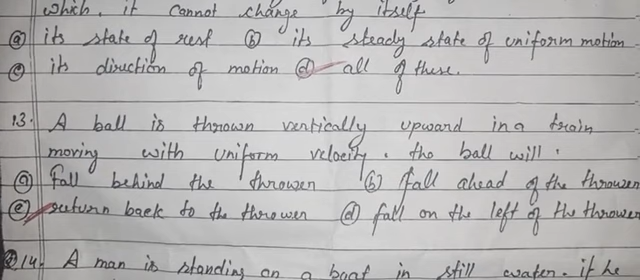 which it cannot change by itself
(a) its state of rest (b) its steady state of uniform motion
(c) its direction of motion (d) all of these.
13. A ball is thrown vertically upward in a train
moving with uniform velocity. the ball will :
(a) fall behind the thrower (b) fall ahead of the thrower
(c) return back to the thrower (d) fall on the left of the thrower
14. A man is standing on a boat in still water. if he